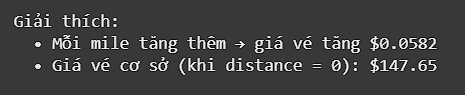 Giải thích:
• Mỗi mile tăng thêm → giá vé tăng $0.0582
• Giá vé cơ sở (khi distance = 0): $147.65